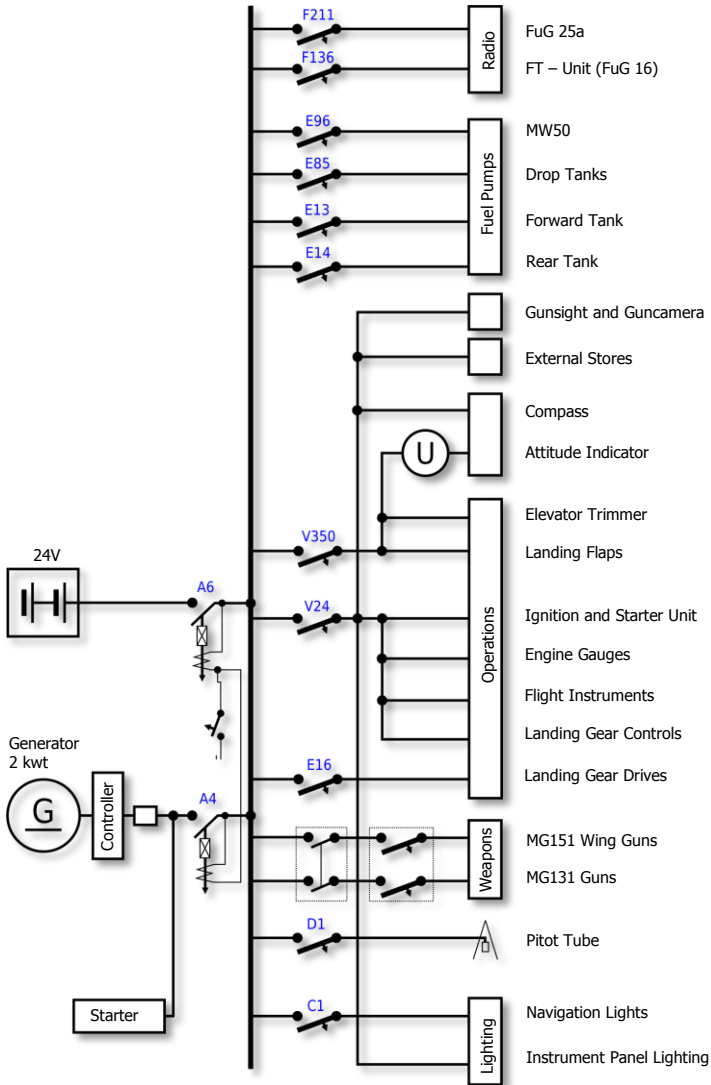 F211
FuG 25a
Radio
F136
FT – Unit (FuG 16)
E96
MW50
E85
Drop Tanks
Fuel Pumps
E13
Forward Tank
E14
Rear Tank
Gunsight and Guncamera
External Stores
Compass
U
Attitude Indicator
Elevator Trimmer
V350
Landing Flaps
24V
A6
V24
Ignition and Starter Unit
Operations
Engine Gauges
Flight Instruments
Landing Gear Controls
Generator
2 kwt
E16
Landing Gear Drives
G
Controller
A4
MG151 Wing Guns
Weapons
MG131 Guns
D1
Pitot Tube
Starter
C1
Navigation Lights
Lighting
Instrument Panel Lighting